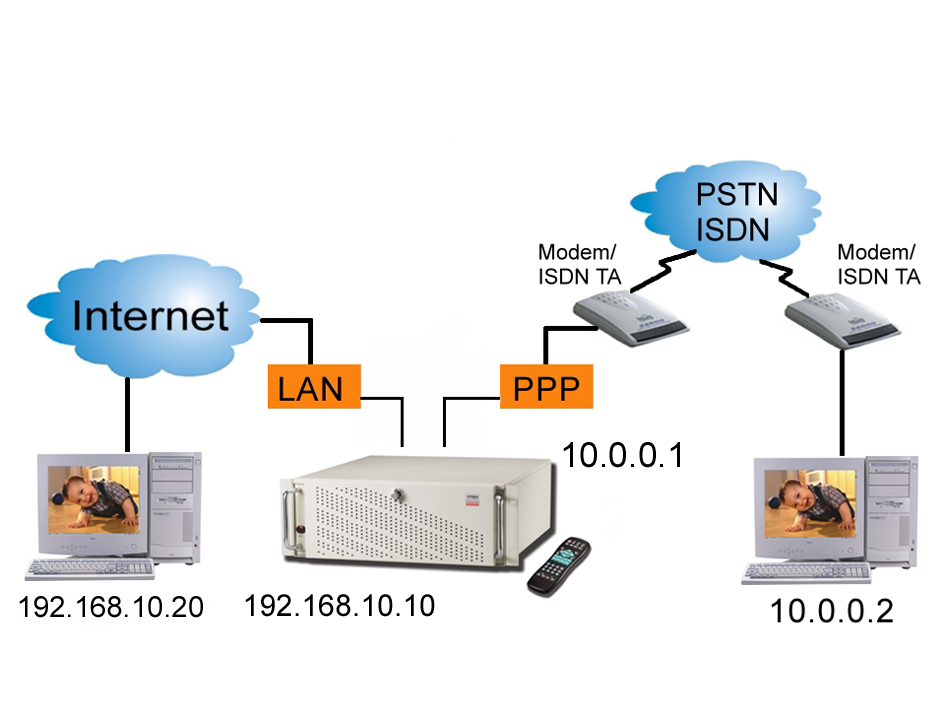 PSTN
ISDN
Modem/
ISDN TA
Modem/
ISDN TA
Internet
LAN
PPP
10.0.0.1
192.168.10.20
192.168.10.10
10.0.0.2